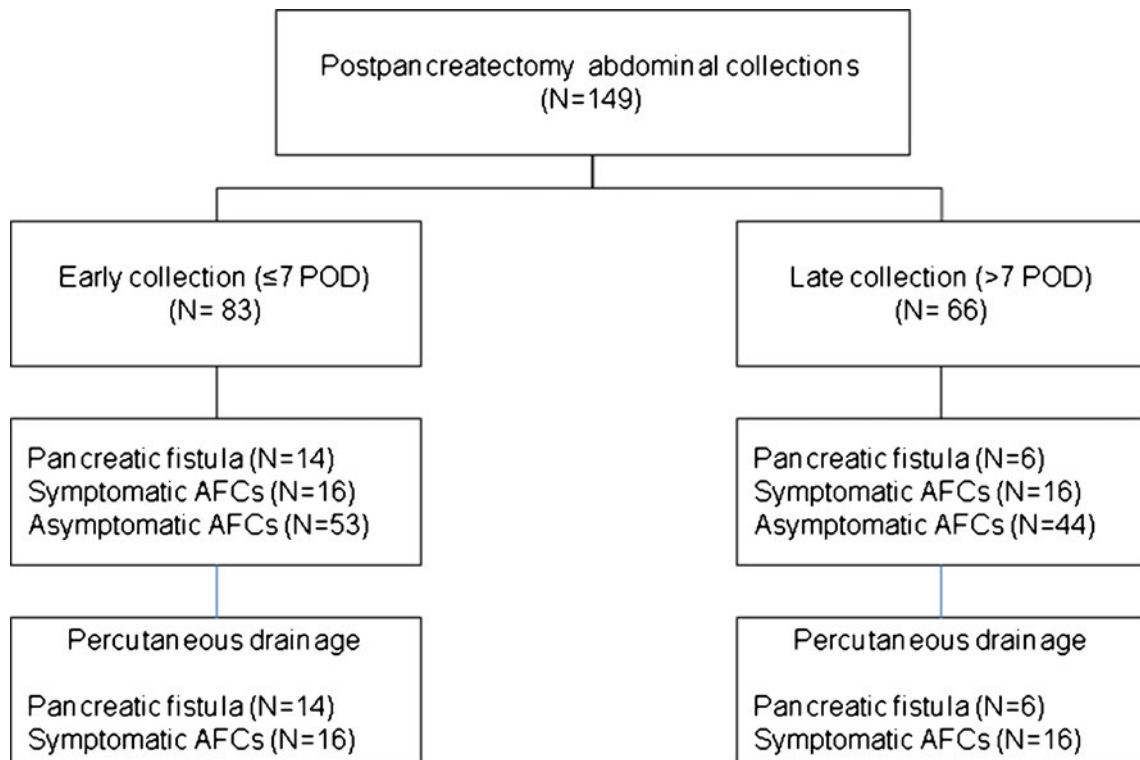 Postpancreatectomy abdominal collections
(N=149)
Early collection (≤7 POD)
(N= 83)
Late collection (>7 POD)
(N= 66)
Pancreatic fistula (N=14)
Symptomatic AFCs (N=16)
Asymptomatic AFCs (N=53)
Pancreatic fistula (N=6)
Symptomatic AFCs (N=16)
Asymptomatic AFCs (N=44)
Percutaneous drainage
Pancreatic fistula (N=14)
Symptomatic AFCs (N=16)
Percutaneous drainage
Pancreatic fistula (N=6)
Symptomatic AFCs (N=16)